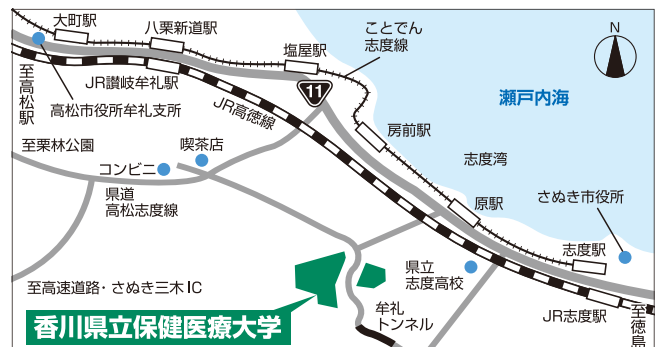 大町駅
八栗新道駅
塩屋駅
ことでん
志度線
N
至高松駅
JR讃岐牟礼駅
高松市役所牟礼支所
JR高徳線
11
瀬戸内海
至栗林公園
喫茶店
房前駅
志度湾
コンビニ
県道
高松志度線
原駅
さぬき市役所
志度駅
県立
志度高校
至高速道路・さぬき三木IC
牟礼
トンネル
JR志度駅
至徳島
香川県立保健医療大学